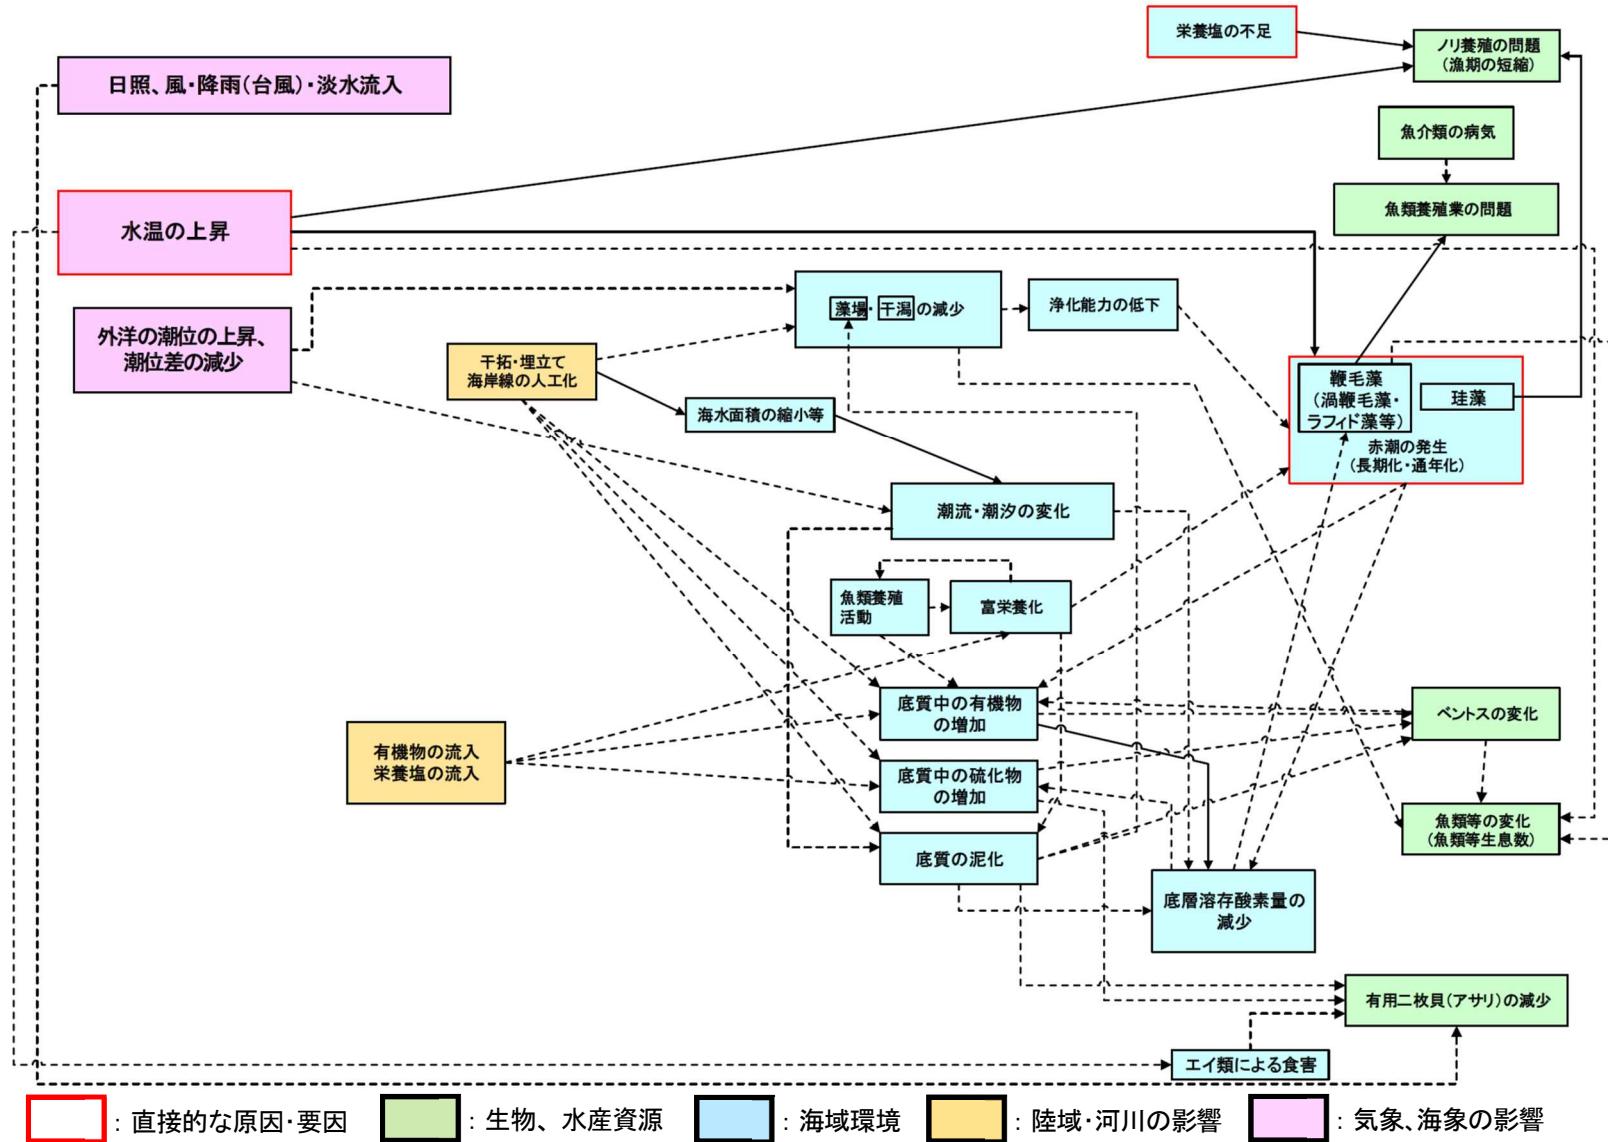 栄養塩の不足
ノリ養殖の問題
(漁期の短縮)
日照、風・降雨(台風)・淡水流入
魚介類の病気
魚類養殖業の問題
水温の上昇
藻場・干潟の減少
浄化能力の低下
外洋の潮位の上昇、
潮位差の減少
干拓・埋立て
海岸線の人工化
海水面積の縮小等
鞭毛藻
(渦鞭毛藻・
ラフィド藻等)
珪藻
赤潮の発生
(長期化・通年化)
潮流・潮汐の変化
魚類養殖
活動
富栄養化
底質中の有機物
の増加
ベントスの変化
有機物の流入
栄養塩の流入
底質中の硫化物
の増加
魚類等の変化
(魚類等生息数)
底質の泥化
底層溶存酸素量の
減少
有用二枚貝(アサリ)の減少
エイ類による食害
：直接的な原因・要因
：生物、水産資源
：海域環境
：陸域・河川の影響
：気象、海象の影響